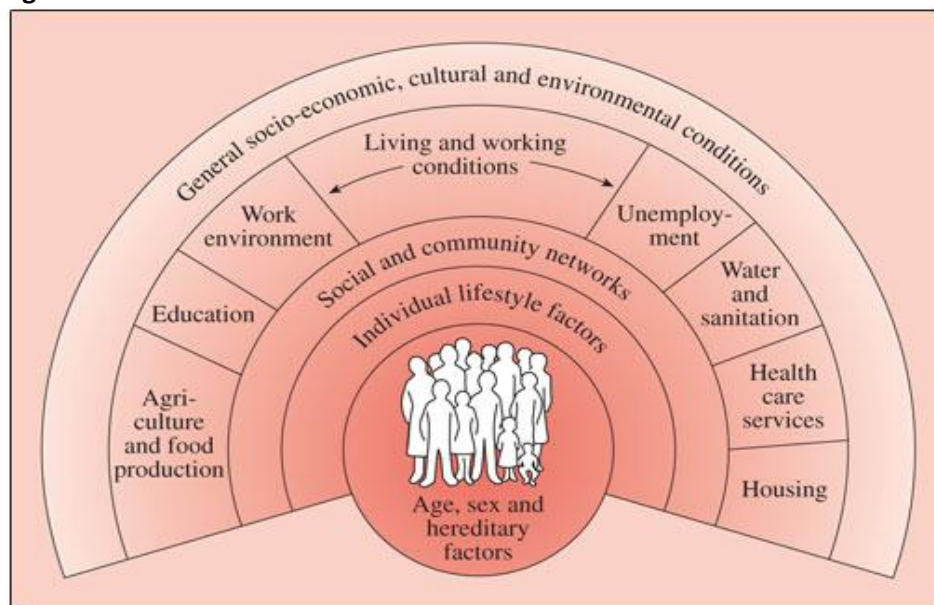 General socio-economic, cultural and environmental conditions
Living and working
conditions
Work
environment
Unemploy-
ment
Education
Water
and
sanitation
Agri-
culture
and food
production
Health
care
services
Housing
Social and community networks
Individual lifestyle factors
Age, sex and
hereditary
factors